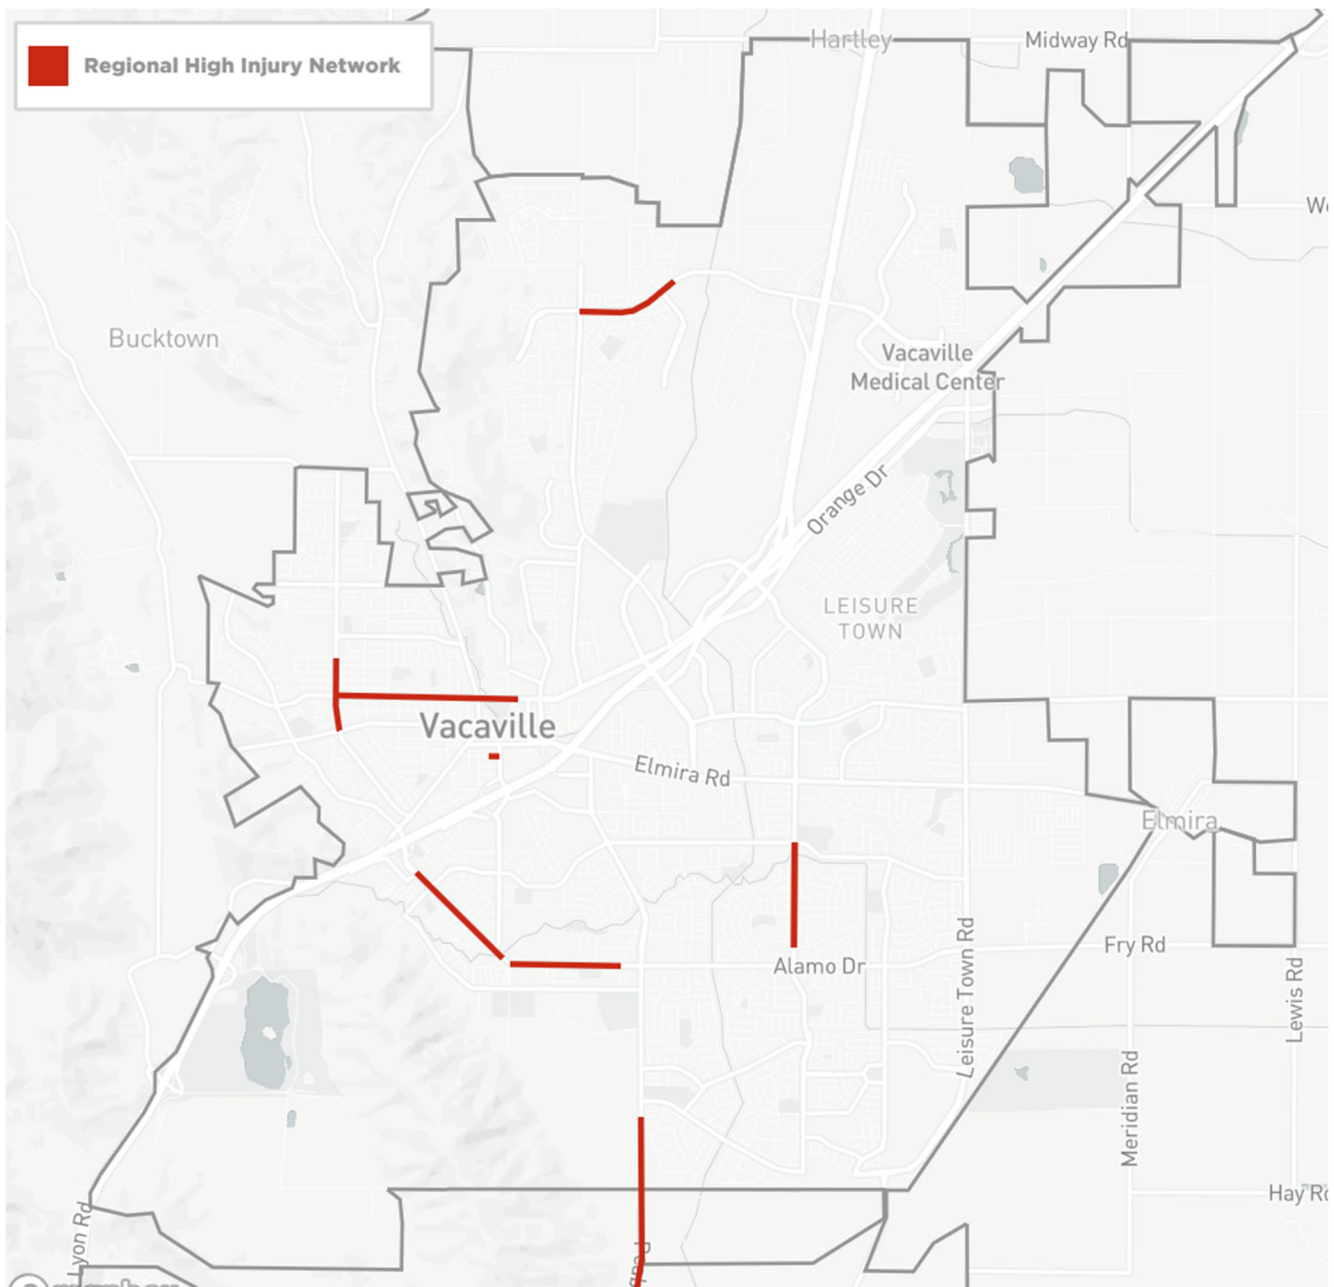 Regional High Injury Network
Hartley
Midway Rd
Bucktown
Vacaville
Medical Center
Orange Dr
LEISURE
TOWN
Vacaville
Elmira Rd
Elmira
Alamo Dr
Fry Rd
Leisure Town Rd
Lewis Rd
Meridian Rd
Hay Rd
Lyon Rd